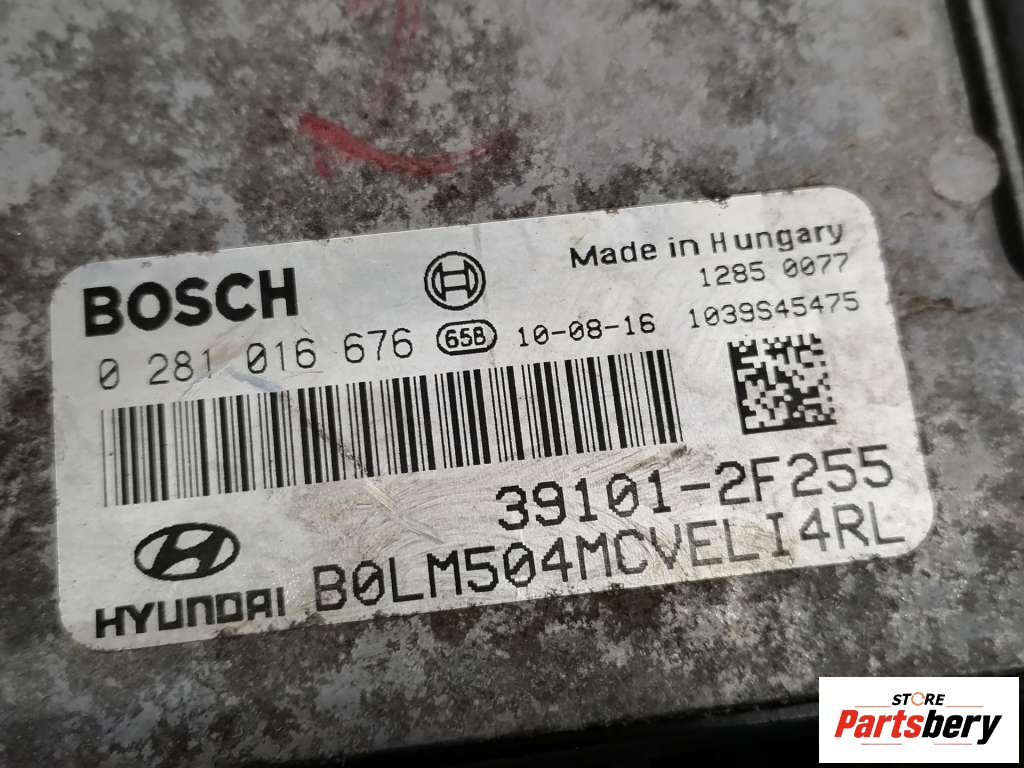 Made in Hungary
BOSCH
1285 0077
0 281 016 676 65B 10-08-16 1039S45475
39101-2F255
HYUNDAI B0LM504MCVELI4RL
STORE
Partsbery